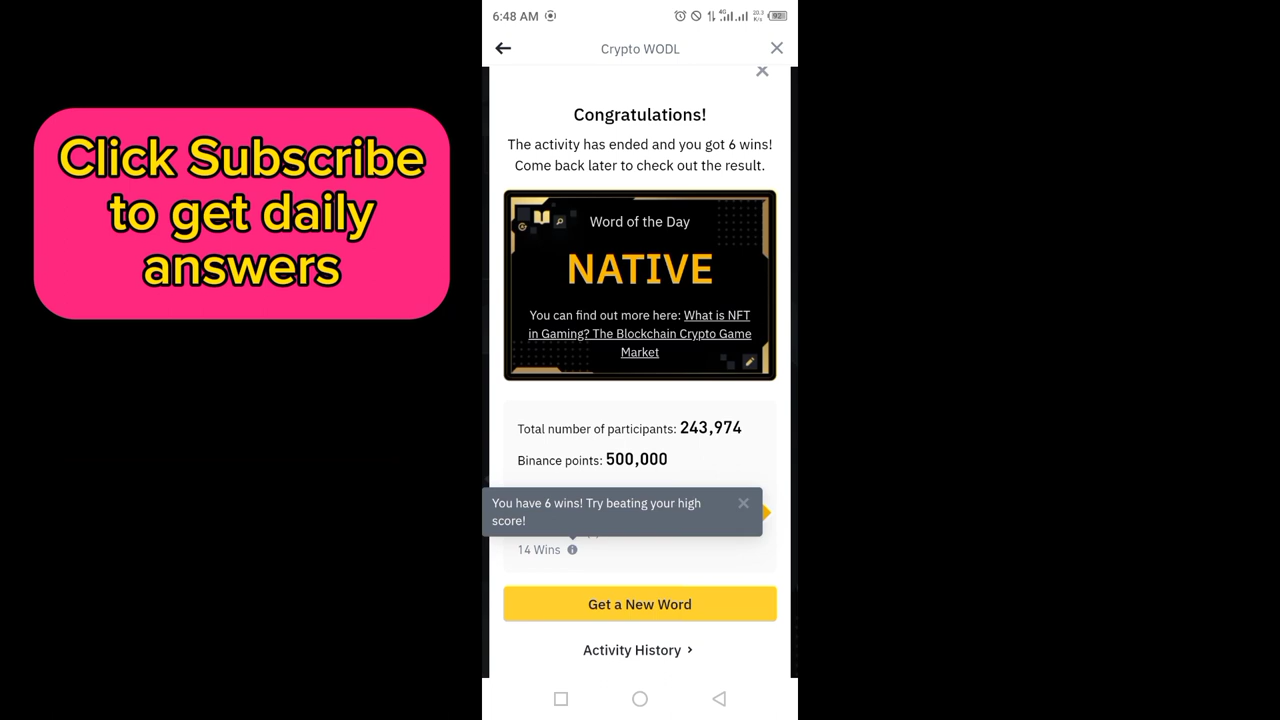 Click Subscribe
to get daily
answers
6:48 AM
4G
20.3
K/s
92
Crypto WODL
Congratulations!
The activity has ended and you got 6 wins!
Come back later to check out the result.
Word of the Day
NATIVE
You can find out more here: What is NFT
in Gaming? The Blockchain Crypto Game
Market
Total number of participants: 243,974
Binance points: 500,000
You have 6 wins! Try beating your high
score!
14 Wins
Get a New Word
Activity History >